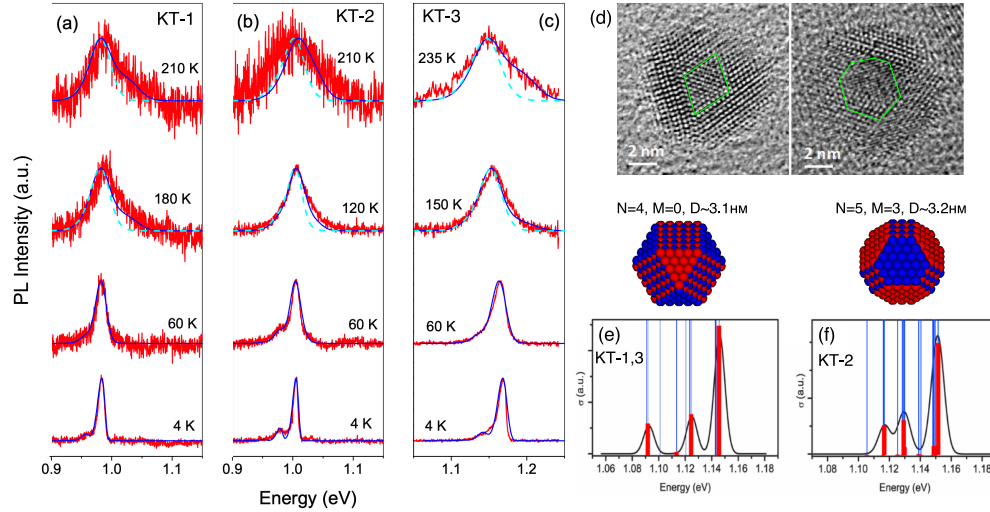 (a) KT-1
210 K
180 K
60 K
4 K
0.9 1.0 1.1
(b) KT-2
210 K
120 K
60 K
4 K
0.9 1.0 1.1
KT-3 (c)
235 K
150 K
60 K
4 K
1.1 1.2
PL Intensity (a.u.)
Energy (eV)
(d)
2 nm
2 nm
N=4, M=0, D~3.1нм
N=5, M=3, D~3.2нм
(e)
KT-1,3
σ (a.u.)
1.06 1.08 1.10 1.12 1.14 1.16 1.18
Energy (eV)
(f)
KT-2
σ (a.u.)
1.08 1.10 1.12 1.14 1.16 1.18
Energy (eV)